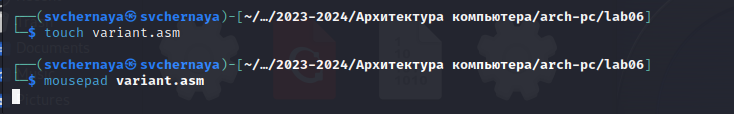 ┌──(svchernaya㉿svchernaya)-[~/…/2023-2024/Архитектура компьютера/arch-pc/lab06]
└─$ touch variant.asm
┌──(svchernaya㉿svchernaya)-[~/…/2023-2024/Архитектура компьютера/arch-pc/lab06]
└─$ mousepad variant.asm